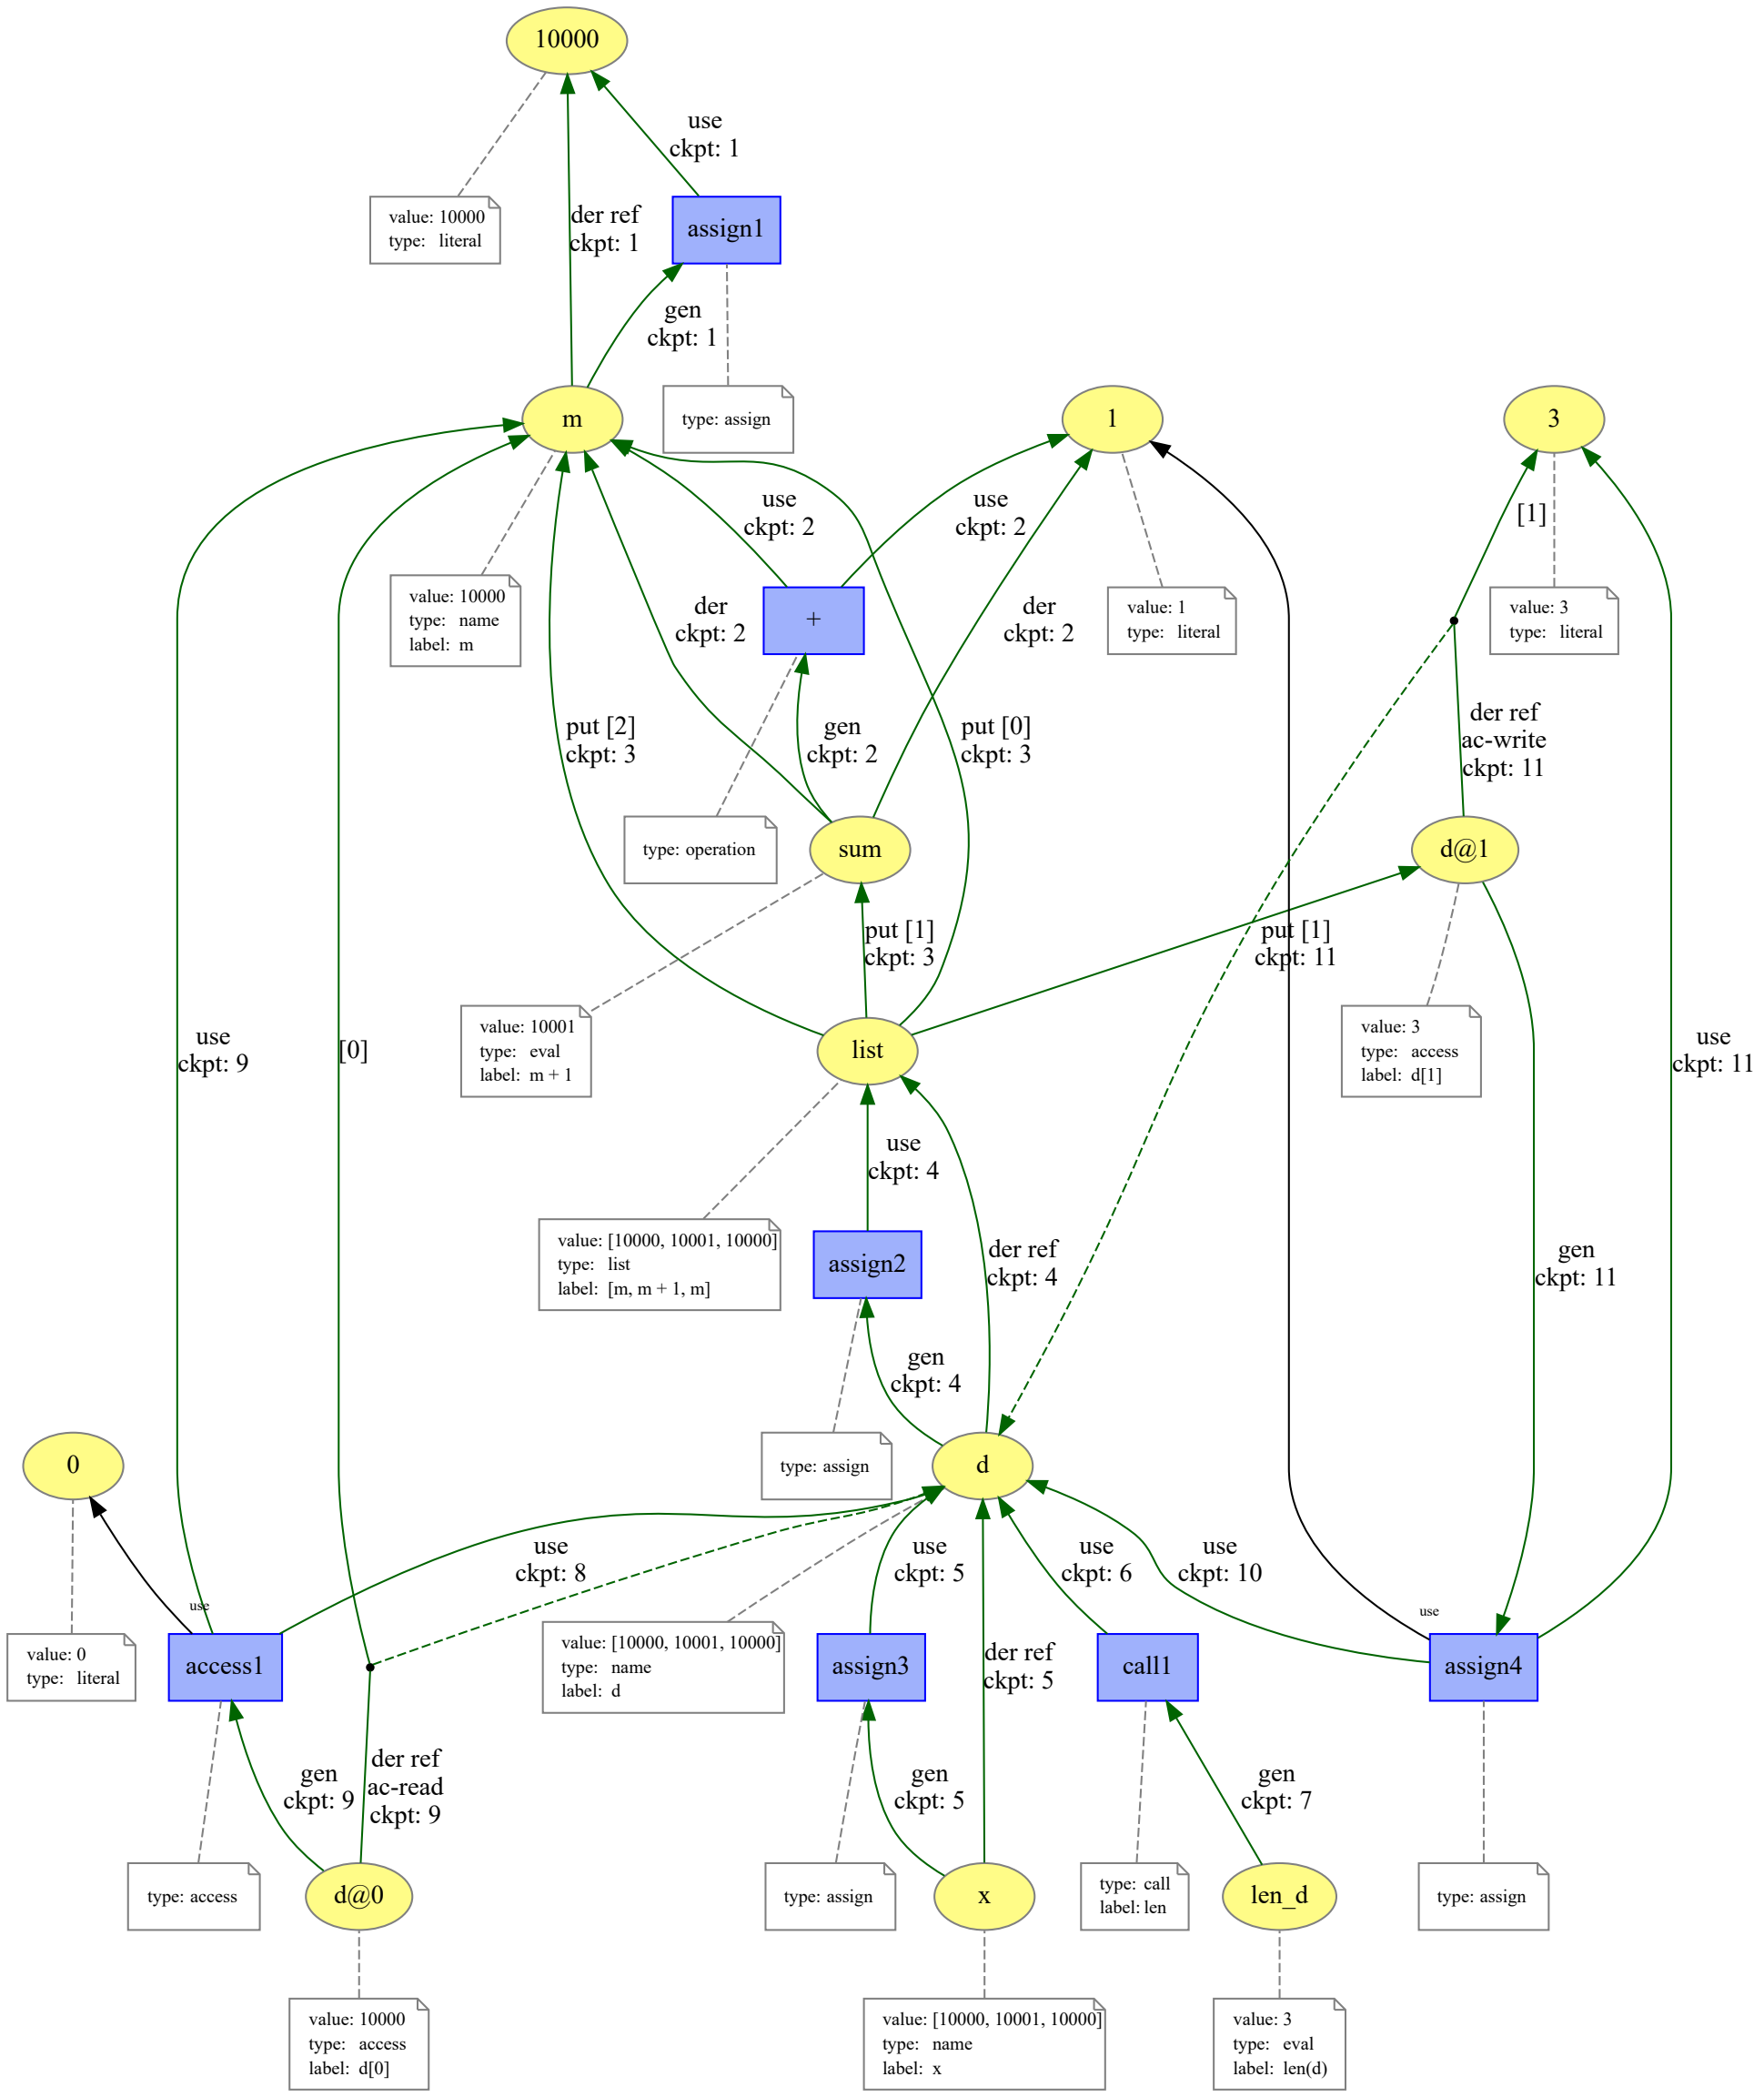 10000
use
ckpt: 1
value: 10000
type: literal
der ref
ckpt: 1
assign1
gen
ckpt: 1
m
type: assign
1
3
use
ckpt: 2
use
ckpt: 2
[1]
value: 10000
type: name
label: m
der
ckpt: 2
+
der
ckpt: 2
value: 1
type: literal
value: 3
type: literal
put [2]
ckpt: 3
gen
ckpt: 2
put [0]
ckpt: 3
der ref
ac-write
ckpt: 11
type: operation
sum
d@1
put [1]
ckpt: 3
put [1]
ckpt: 11
use
ckpt: 9
[0]
value: 10001
type: eval
label: m + 1
list
value: 3
type: access
label: d[1]
use
ckpt: 11
use
ckpt: 4
value: [10000, 10001, 10000]
type: list
label: [m, m + 1, m]
assign2
der ref
ckpt: 4
gen
ckpt: 11
gen
ckpt: 4
0
type: assign
d
use
ckpt: 8
use
ckpt: 5
use
ckpt: 6
use
ckpt: 10
use
use
value: 0
type: literal
access1
value: [10000, 10001, 10000]
type: name
label: d
assign3
der ref
ckpt: 5
call1
assign4
gen
ckpt: 9
der ref
ac-read
ckpt: 9
gen
ckpt: 5
gen
ckpt: 7
type: access
d@0
type: assign
x
type: call
label: len
len_d
type: assign
value: 10000
type: access
label: d[0]
value: [10000, 10001, 10000]
type: name
label: x
value: 3
type: eval
label: len(d)